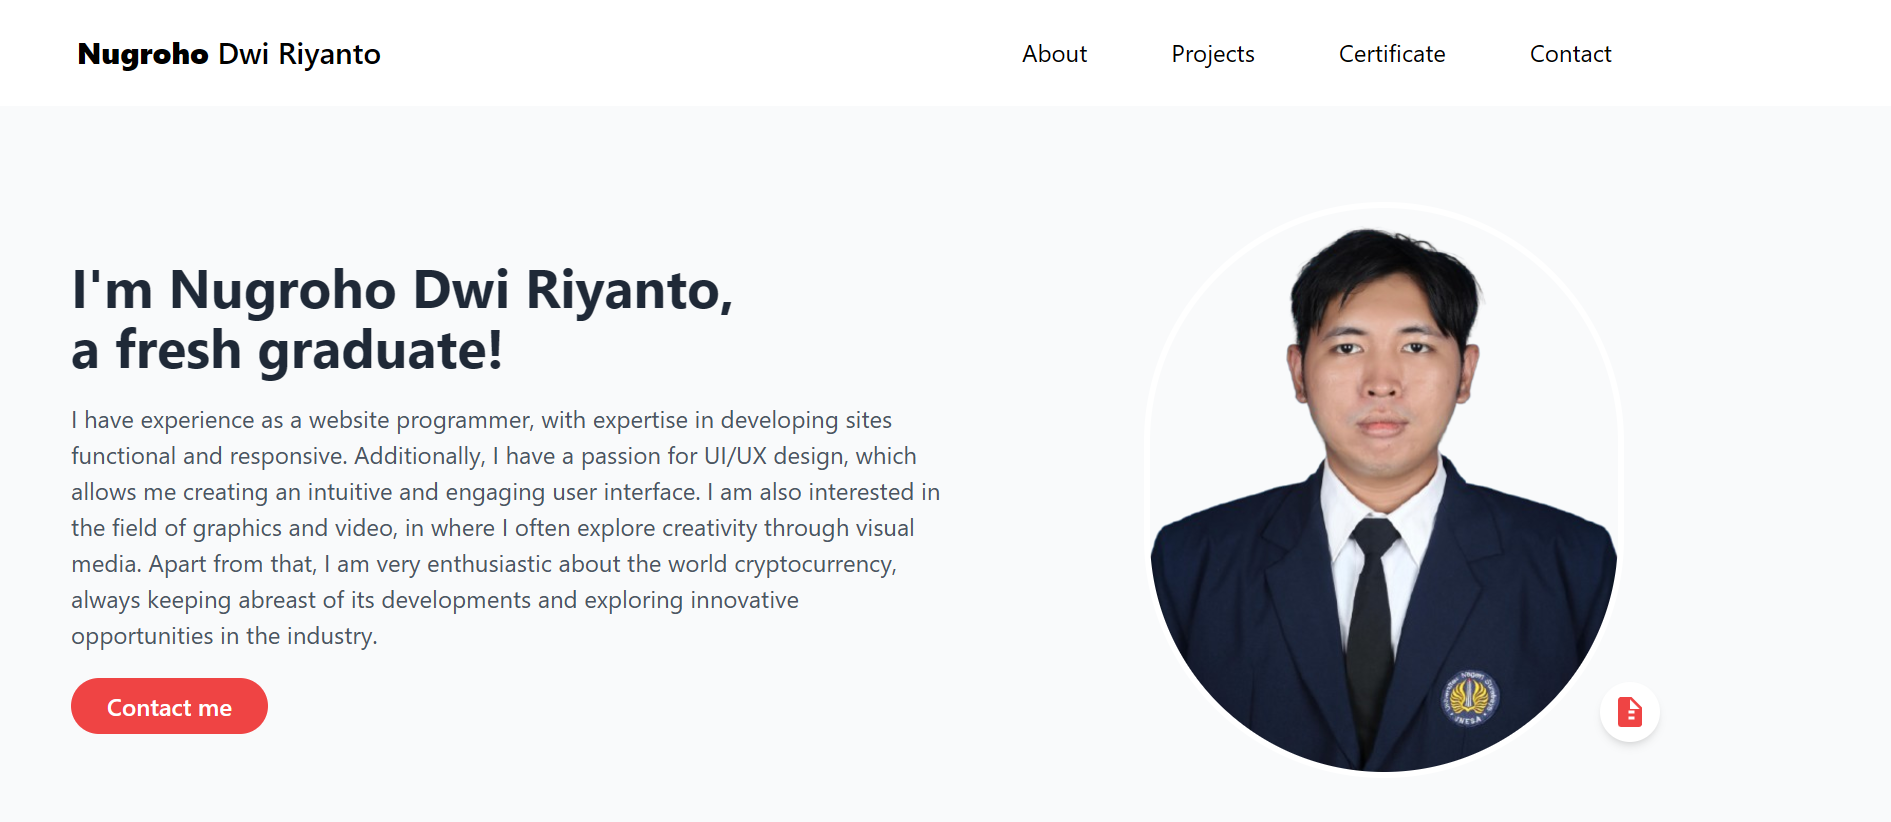 Nugroho Dwi Riyanto
About
Projects
Certificate
Contact
I'm Nugroho Dwi Riyanto,
a fresh graduate!
I have experience as a website programmer, with expertise in developing sites
functional and responsive. Additionally, I have a passion for UI/UX design, which
allows me creating an intuitive and engaging user interface. I am also interested in
the field of graphics and video, in where I often explore creativity through visual
media. Apart from that, I am very enthusiastic about the world cryptocurrency,
always keeping abreast of its developments and exploring innovative
opportunities in the industry.
Contact me
Universitas Negeri Surabaya
UNESA